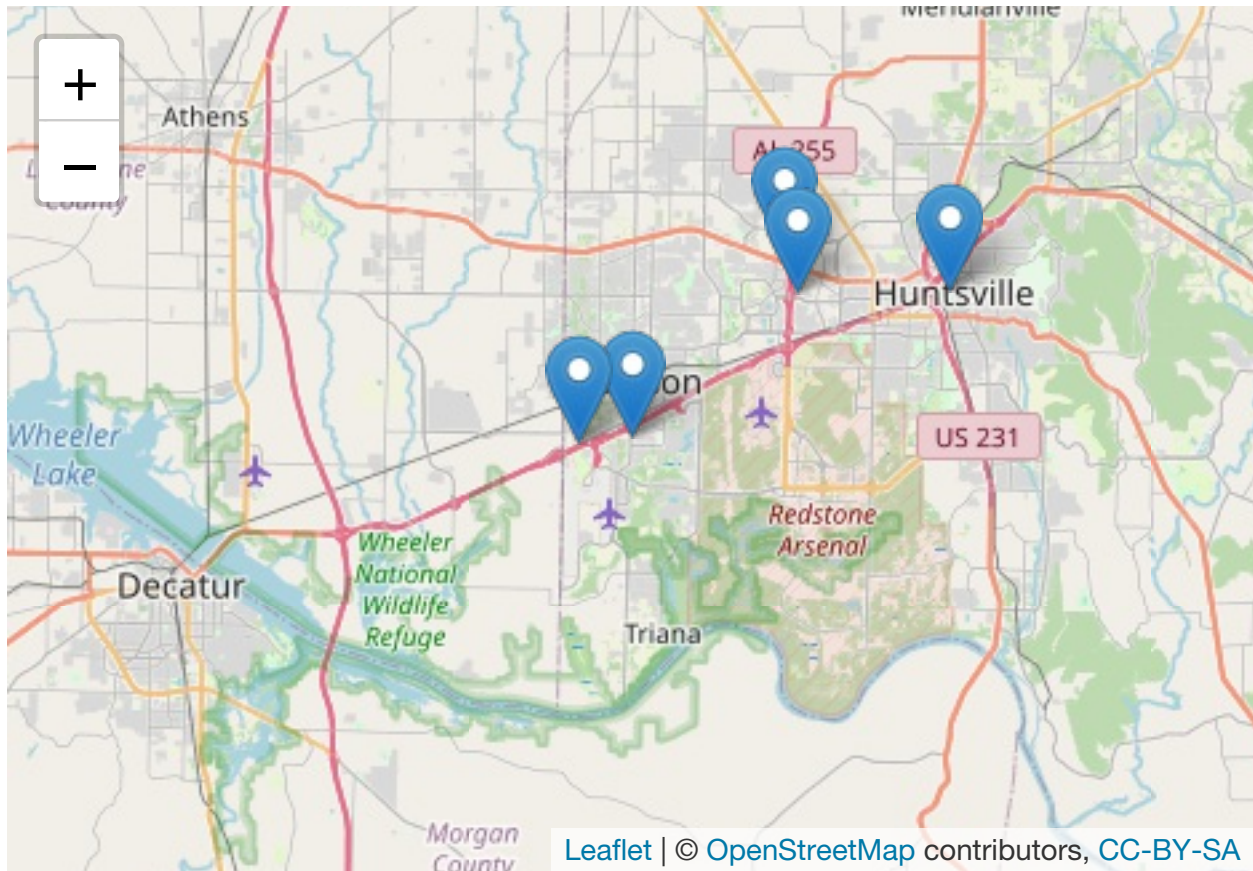 Meridianville
+
Athens
−
AL 255
County
Huntsville
US 231
Wheeler
Lake
Redstone
Arsenal
Wheeler
National
Wildlife
Refuge
Decatur
Triana
Morgan
County
Leaflet | © OpenStreetMap contributors, CC-BY-SA